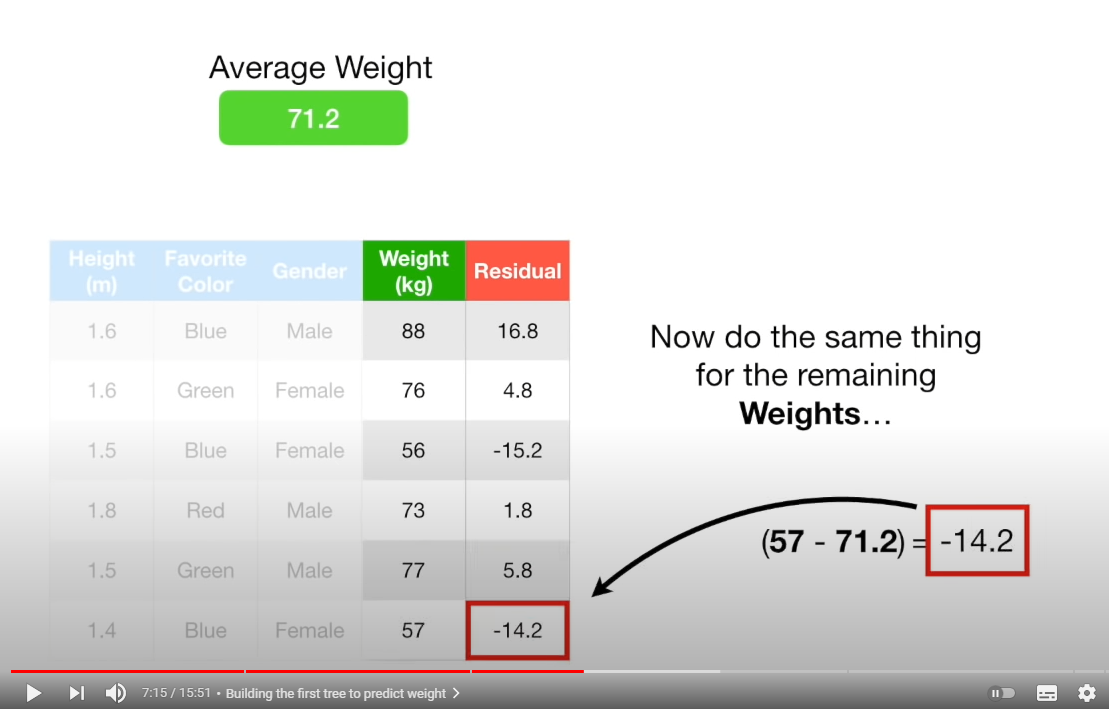 Average Weight
71.2
Height (m) Favorite Color Gender Weight (kg) Residual
1.6 Blue Male 88 16.8
1.6 Green Female 76 4.8
1.5 Blue Female 56 -15.2
1.8 Red Male 73 1.8
1.5 Green Male 77 5.8
1.4 Blue Female 57 -14.2
Now do the same thing
for the remaining
Weights…
(57 - 71.2) = -14.2
7:15 / 15:51 • Building the first tree to predict weight >